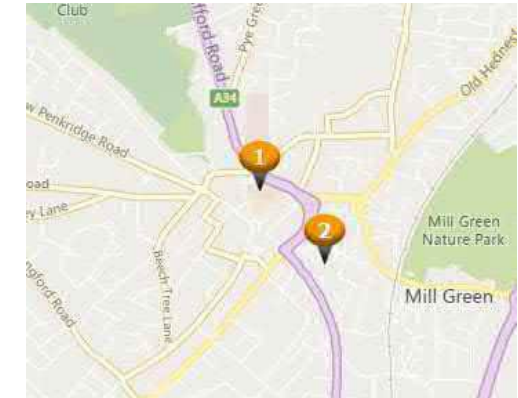 Club
fford Road
Pye Gree
A34
Old Hednesf
w Penkridge Road
1
oad
ey Lane
2
Mill Green
Nature Park
Beech Tree Lane
ngford Road
Mill Green